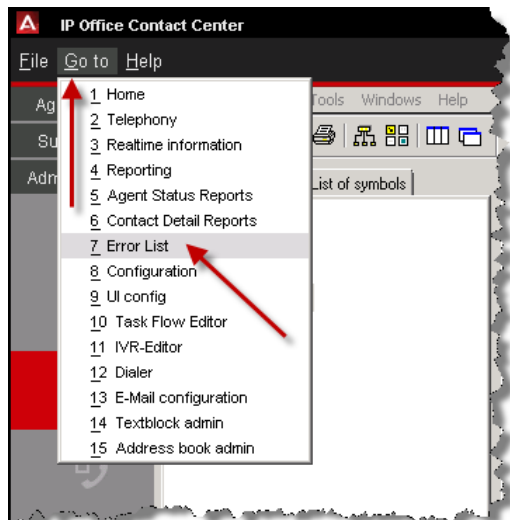 IP Office Contact Center
File Go to Help
Ag
Su
Adm
1 Home
2 Telephony
3 Realtime information
4 Reporting
5 Agent Status Reports
6 Contact Detail Reports
7 Error List
8 Configuration
9 UI config
10 Task Flow Editor
11 IVR-Editor
12 Dialer
13 E-Mail configuration
14 Textblock admin
15 Address book admin
Tools Windows Help
List of symbols